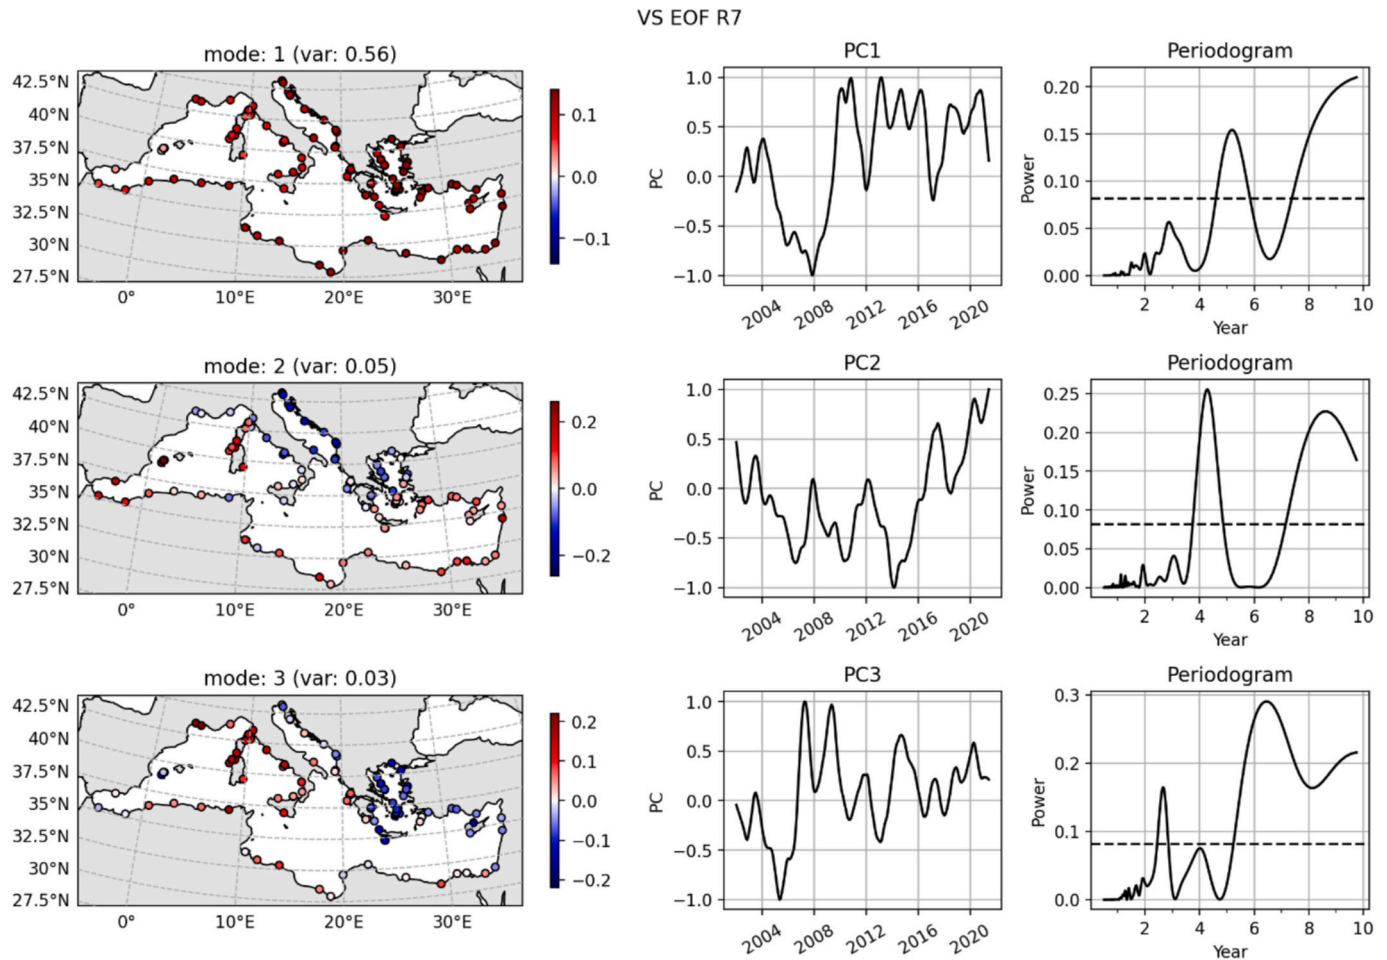 VS EOF R7
mode: 1 (var: 0.56)
42.5°N
40°N
37.5°N
35°N
32.5°N
30°N
27.5°N
0°
10°E
20°E
30°E
0.1
0.0
−0.1
PC1
PC
1.0
0.5
0.0
−0.5
−1.0
2004
2008
2012
2016
2020
Periodogram
Power
0.20
0.15
0.10
0.05
0.00
2
4
6
8
10
Year
mode: 2 (var: 0.05)
42.5°N
40°N
37.5°N
35°N
32.5°N
30°N
27.5°N
0°
10°E
20°E
30°E
0.2
0.0
−0.2
PC2
PC
1.0
0.5
0.0
−0.5
−1.0
2004
2008
2012
2016
2020
Periodogram
Power
0.25
0.20
0.15
0.10
0.05
0.00
2
4
6
8
10
Year
mode: 3 (var: 0.03)
42.5°N
40°N
37.5°N
35°N
32.5°N
30°N
27.5°N
0°
10°E
20°E
30°E
0.2
0.1
0.0
−0.1
−0.2
PC3
PC
1.0
0.5
0.0
−0.5
−1.0
2004
2008
2012
2016
2020
Periodogram
Power
0.3
0.2
0.1
0.0
2
4
6
8
10
Year